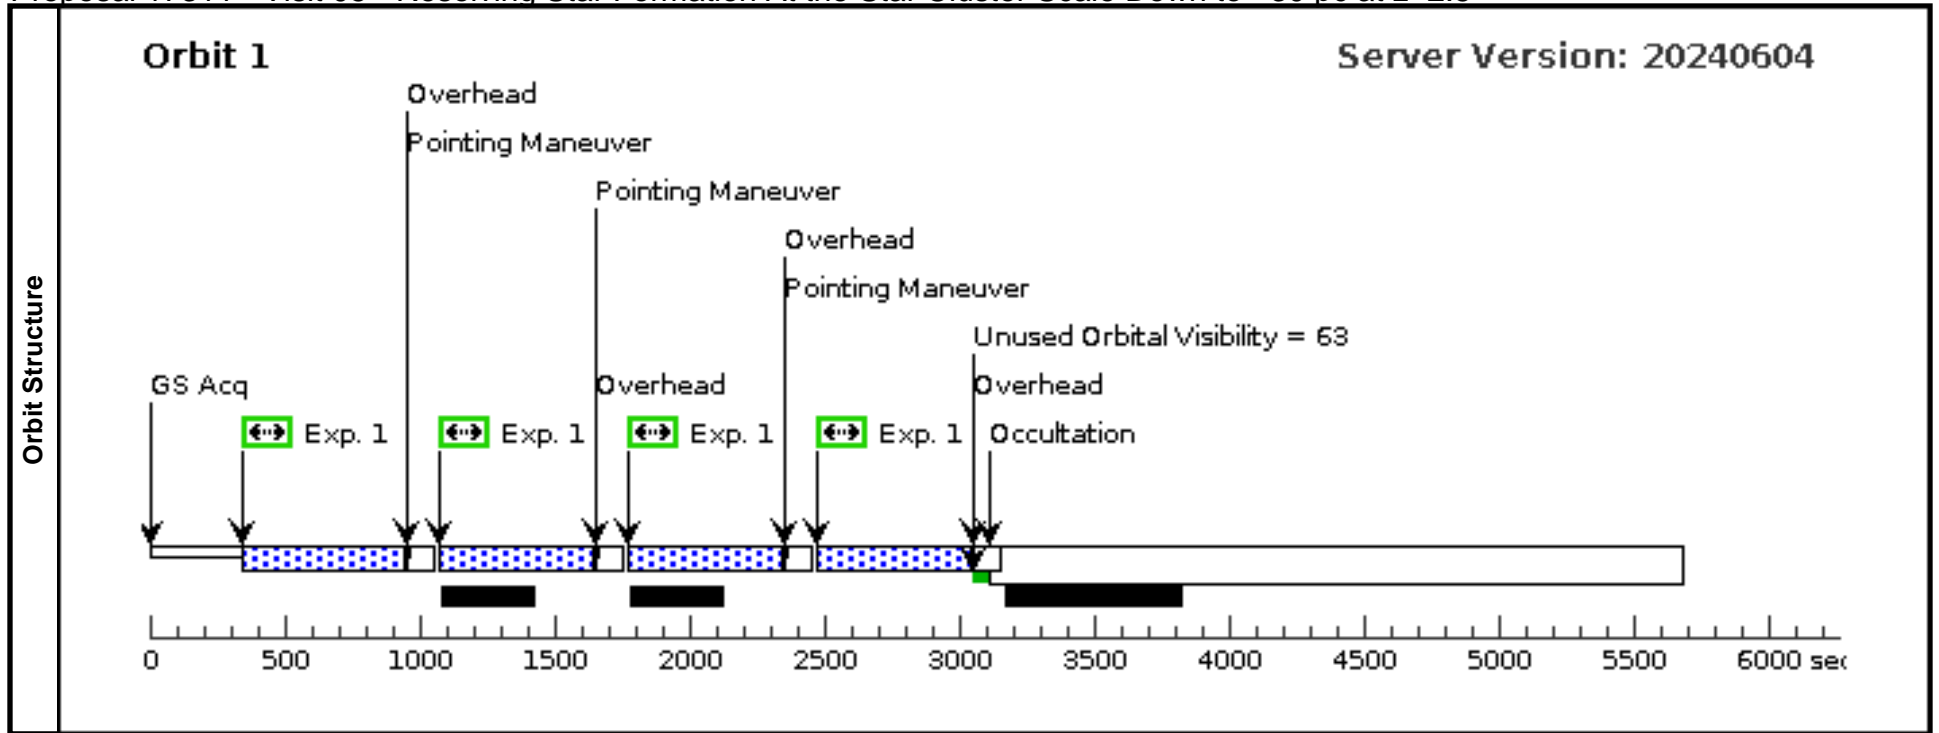 Orbit Structure
Orbit 1
Server Version: 20240604
Overhead
Pointing Maneuver
Pointing Maneuver
Overhead
Pointing Maneuver
Unused Orbital Visibility = 63
GS Acq
Overhead
Overhead
Exp. 1
Exp. 1
Exp. 1
Exp. 1
Occultation
0 500 1000 1500 2000 2500 3000 3500 4000 4500 5000 5500 6000 sec